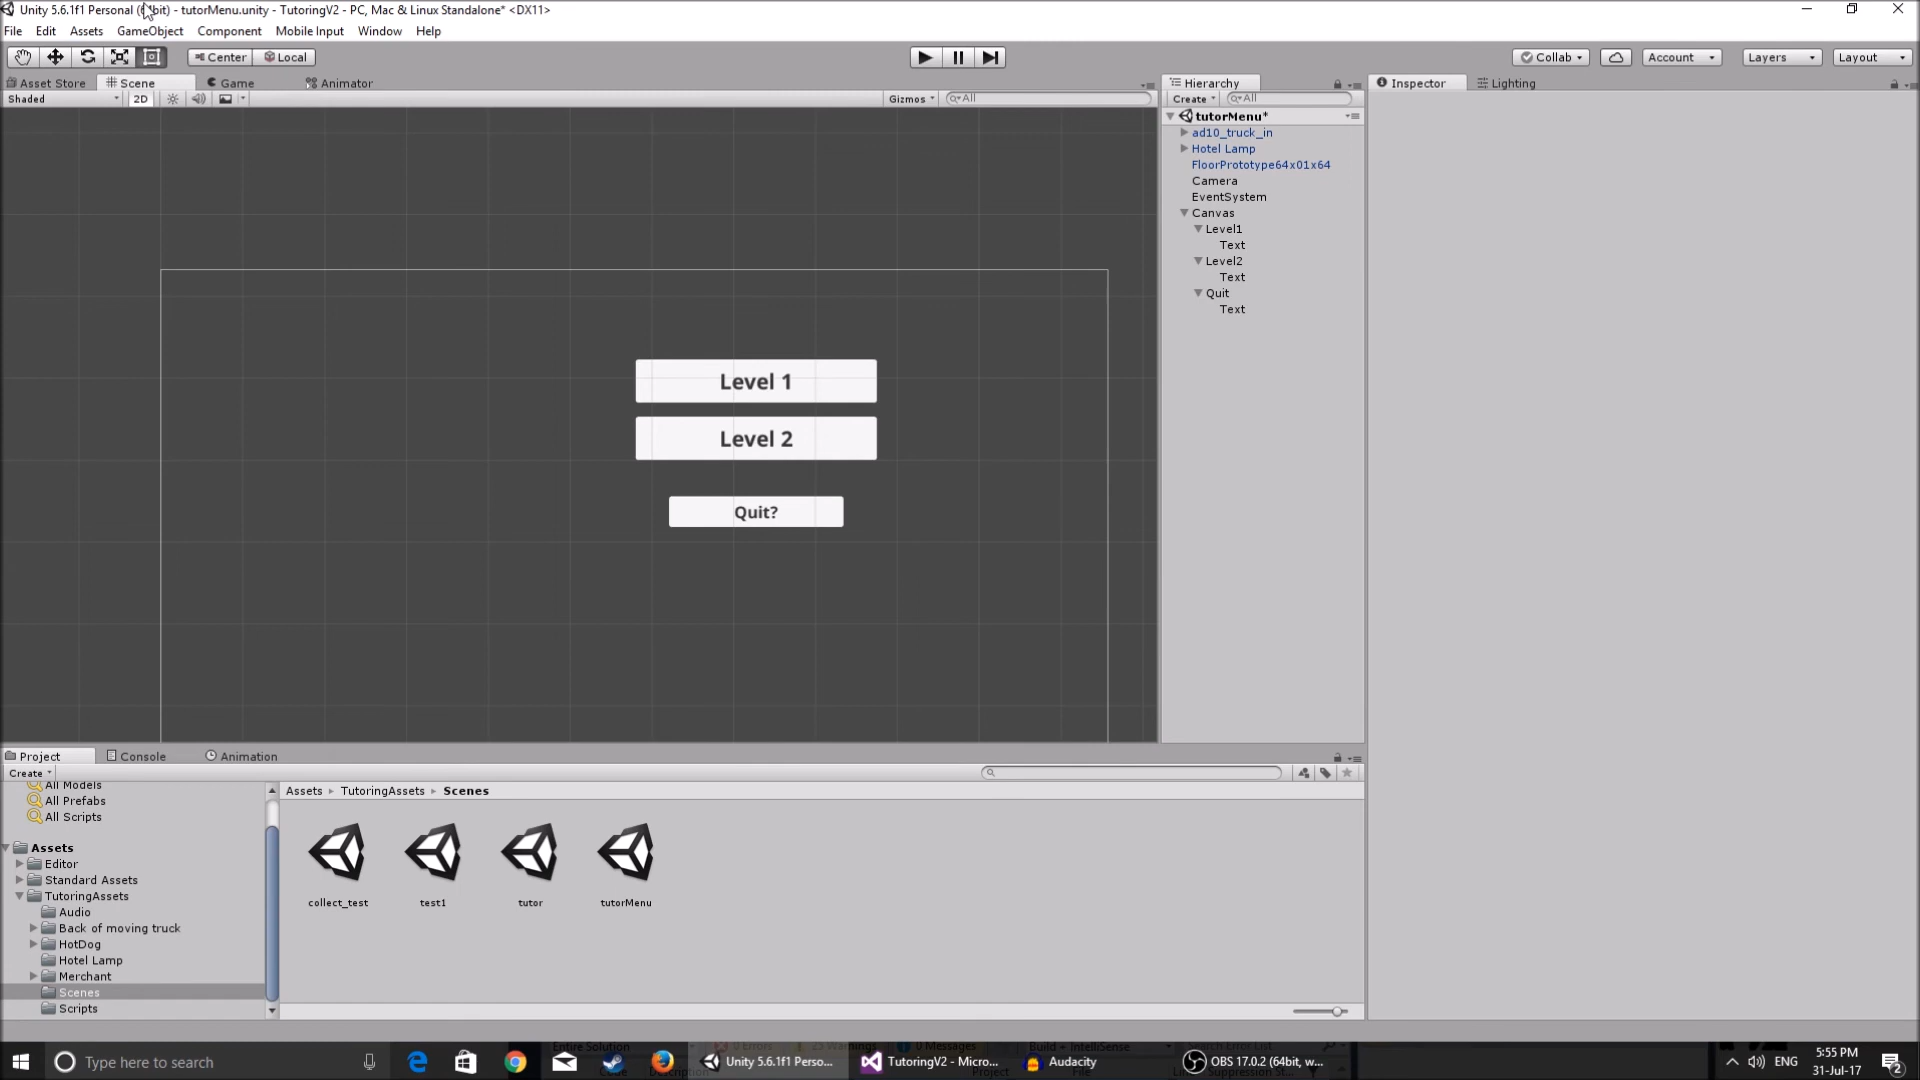 Unity 5.6.1f1 Personal (64bit) - tutorMenu.unity - TutoringV2 - PC, Mac & Linux Standalone* <DX11>
File Edit Assets GameObject Component Mobile Input Window Help
Center Local Collab Account Layers Layout
Asset Store Scene Game Animator
Shaded 2D Gizmos All
Hierarchy
Create All
tutorMenu*
ad10_truck_in
Hotel Lamp
FloorPrototype64x01x64
Camera
EventSystem
Canvas
Level1
Text
Level2
Text
Quit
Text
Inspector Lighting
Level 1
Level 2
Quit?
Project Console Animation
Create
All Models
All Prefabs
All Scripts
Assets
Editor
Standard Assets
TutoringAssets
Audio
Back of moving truck
HotDog
Hotel Lamp
Merchant
Scenes
Scripts
Assets TutoringAssets Scenes
collect_test test1 tutor tutorMenu
Type here to search
Unity 5.6.1f1 Perso...
TutoringV2 - Micro...
Audacity
OBS 17.0.2 (64bit, w...
ENG
5:55 PM
31-Jul-17
2